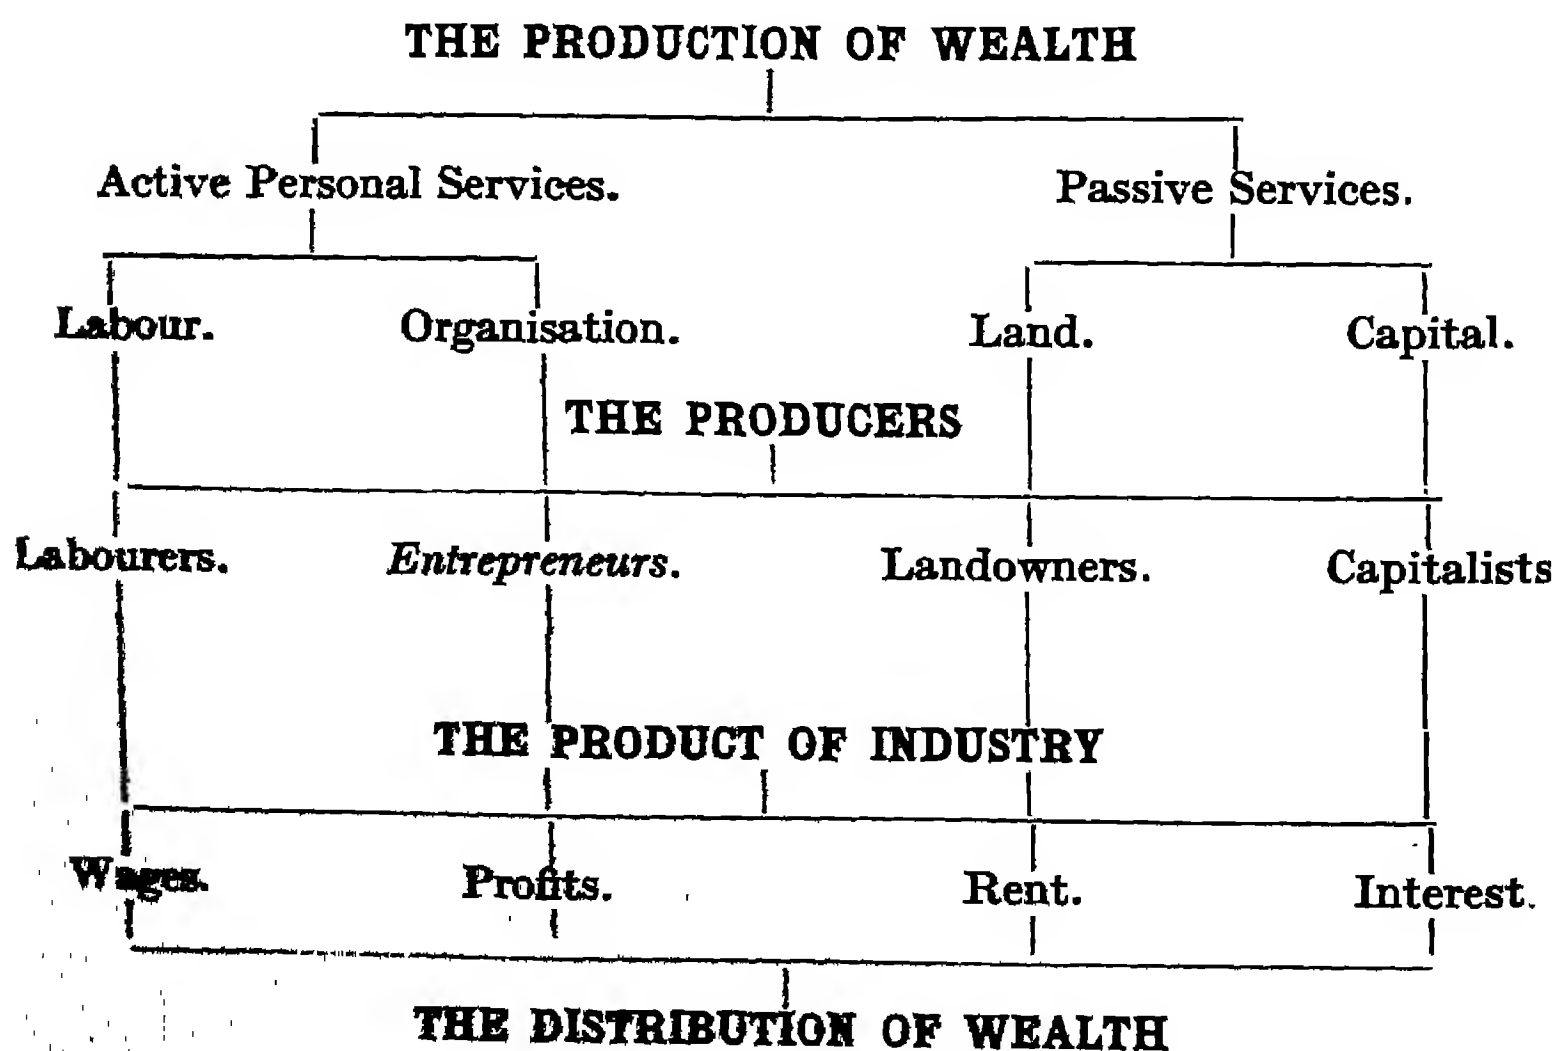 THE PRODUCTION OF WEALTH
Active Personal Services. Passive Services.
Labour. Organisation. Land. Capital.
THE PRODUCERS
Labourers. Entrepreneurs. Landowners. Capitalists
THE PRODUCT OF INDUSTRY
Wages. Profits. Rent. Interest.
THE DISTRIBUTION OF WEALTH